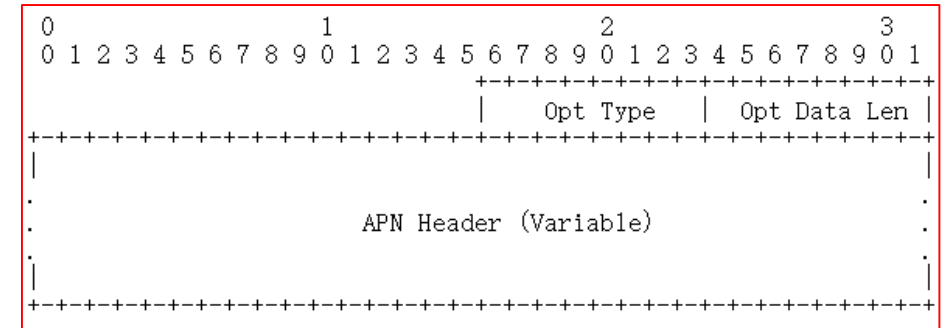 0                   1                   2                   3
0 1 2 3 4 5 6 7 8 9 0 1 2 3 4 5 6 7 8 9 0 1 2 3 4 5 6 7 8 9 0 1
                                +-+-+-+-+-+-+-+-+-+-+-+-+-+-+-+-+
                                |    Opt Type   |  Opt Data Len |
+-+-+-+-+-+-+-+-+-+-+-+-+-+-+-+-+-+-+-+-+-+-+-+-+-+-+-+-+-+-+-+-+
|                                                               |
.                                                               .
.                       APN Header (Variable)                   .
.                                                               .
|                                                               |
+-+-+-+-+-+-+-+-+-+-+-+-+-+-+-+-+-+-+-+-+-+-+-+-+-+-+-+-+-+-+-+-+